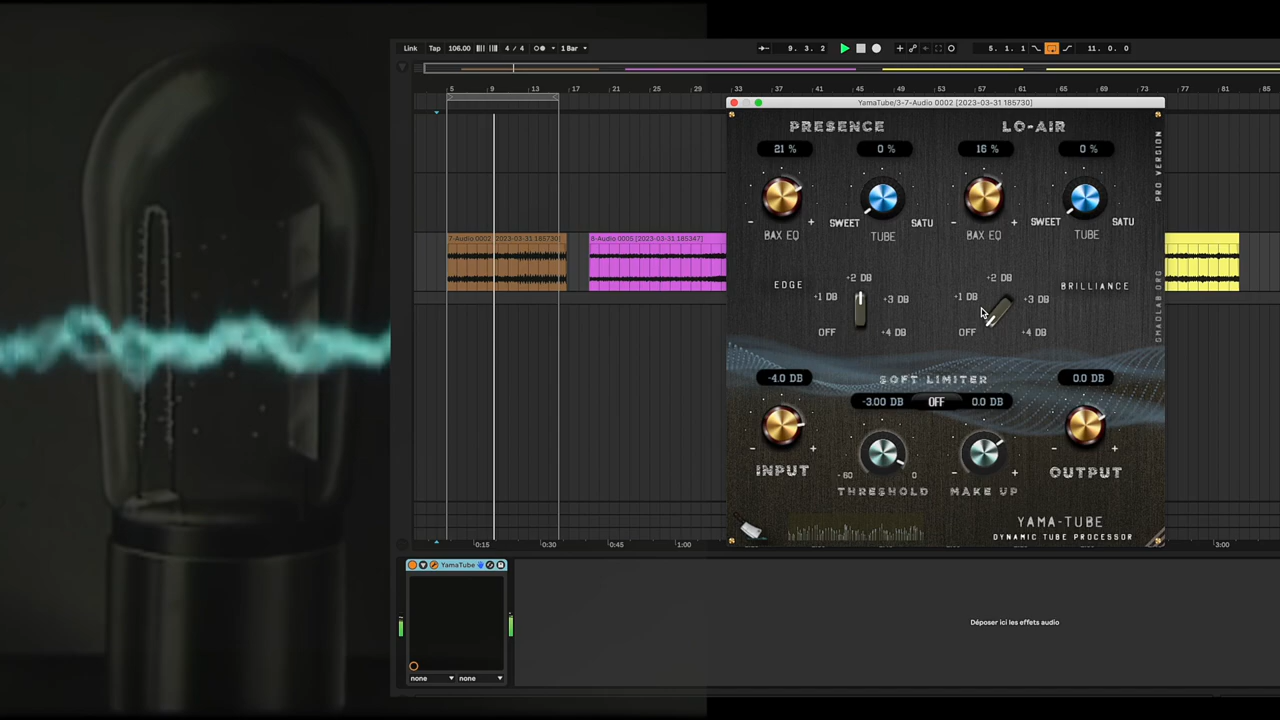 Link Tap 106.00 4 / 4 1 Bar 9. 3. 2 5. 1. 1 11. 0. 0
5 9 13 17 21 25 29 33 37 41 45 49 53 57 61 65 69 73 77 81 85
YamaTube/3-7-Audio 0002 [2023-03-31 185730]
PRESENCE LO-AIR
21 % 0 % 16 % 0 %
PRO VERSION
- + SWEET SATU - + SWEET SATU
BAX EQ TUBE BAX EQ TUBE
7-Audio 0002 [2023-03-31 185730] 8-Audio 0005 [2023-03-31 185347]
EDGE BRILLIANCE
+2 DB +2 DB
+1 DB +3 DB -1 DB +3 DB
OFF +4 DB OFF +4 DB
GMADLAB.ORG
-4.0 DB SOFT LIMITER 0.0 DB
-3.00 DB OFF 0.0 DB
- + - 60 0 - + - +
INPUT OUTPUT
THRESHOLD MAKE UP
YAMA-TUBE
DYNAMIC TUBE PROCESSOR
0:15 0:30 0:45 1:00 3:00
YamaTube
Déposer ici les effets audio
none none